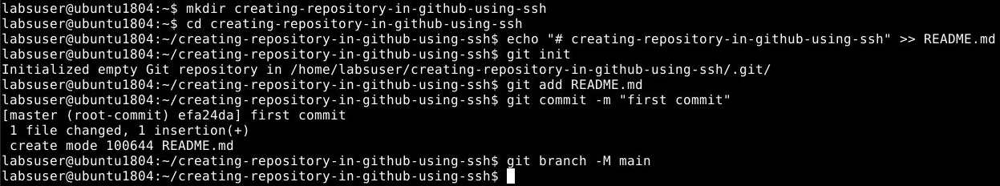 labsuser@ubuntu1804:~$ mkdir creating-repository-in-github-using-ssh
labsuser@ubuntu1804:~$ cd creating-repository-in-github-using-ssh
labsuser@ubuntu1804:~/creating-repository-in-github-using-ssh$ echo "# creating-repository-in-github-using-ssh" >> README.md
labsuser@ubuntu1804:~/creating-repository-in-github-using-ssh$ git init
Initialized empty Git repository in /home/labsuser/creating-repository-in-github-using-ssh/.git/
labsuser@ubuntu1804:~/creating-repository-in-github-using-ssh$ git add README.md
labsuser@ubuntu1804:~/creating-repository-in-github-using-ssh$ git commit -m "first commit"
[master (root-commit) efa24da] first commit
 1 file changed, 1 insertion(+)
 create mode 100644 README.md
labsuser@ubuntu1804:~/creating-repository-in-github-using-ssh$ git branch -M main
labsuser@ubuntu1804:~/creating-repository-in-github-using-ssh$